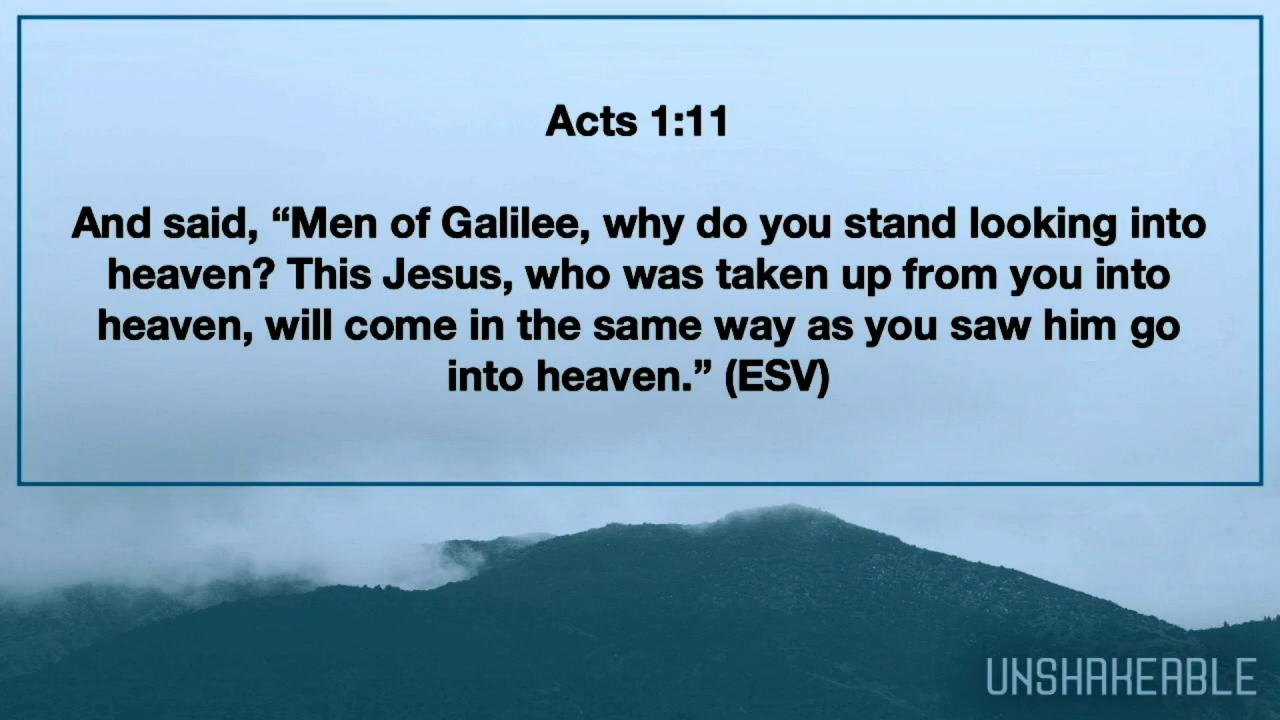 Acts 1:11
And said, “Men of Galilee, why do you stand looking into
heaven? This Jesus, who was taken up from you into
heaven, will come in the same way as you saw him go
into heaven.” (ESV)
UNSHAKEABLE